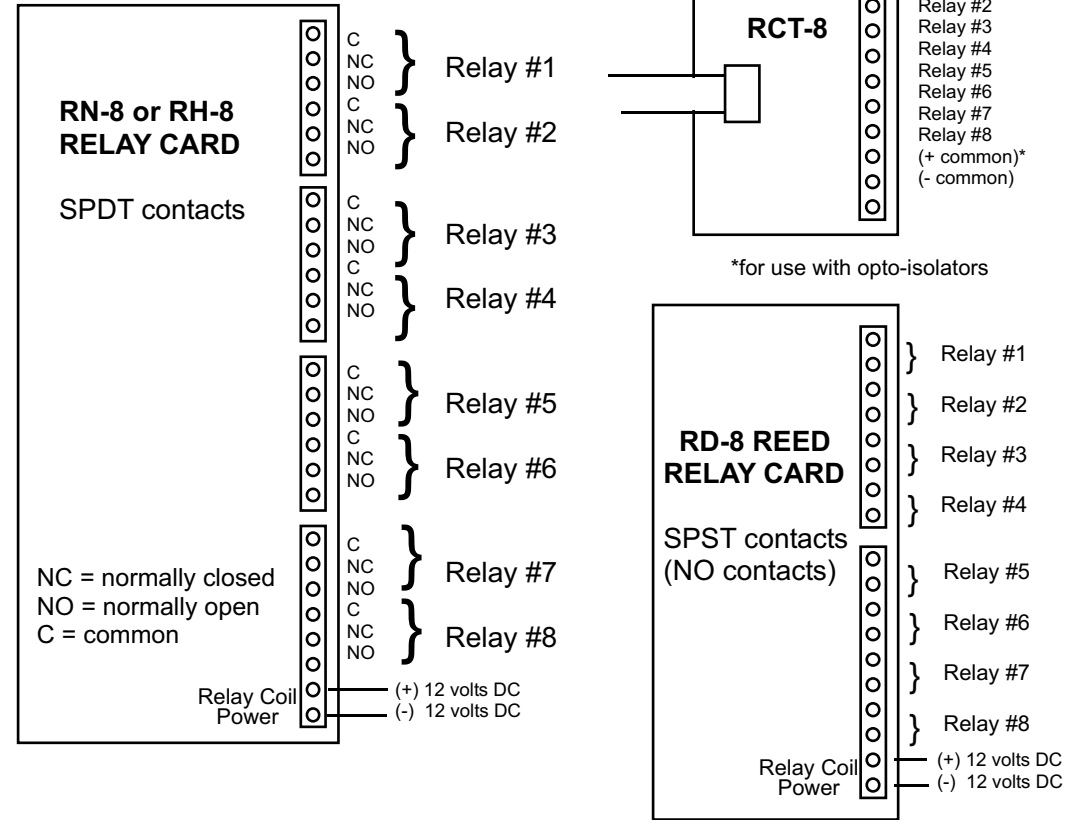 RN-8 or RH-8
RELAY CARD
SPDT contacts
NC = normally closed
NO = normally open
C = common
C
NC
NO
Relay #1
C
NC
NO
Relay #2
C
NC
NO
Relay #3
C
NC
NO
Relay #4
C
NC
NO
Relay #5
C
NC
NO
Relay #6
C
NC
NO
Relay #7
C
NC
NO
Relay #8
Relay Coil
Power
(+) 12 volts DC
(-) 12 volts DC
RCT-8
Relay #2
Relay #3
Relay #4
Relay #5
Relay #6
Relay #7
Relay #8
(+ common)*
(- common)
*for use with opto-isolators
RD-8 REED
RELAY CARD
SPST contacts
(NO contacts)
Relay #1
Relay #2
Relay #3
Relay #4
Relay #5
Relay #6
Relay #7
Relay #8
Relay Coil
Power
(+) 12 volts DC
(-) 12 volts DC